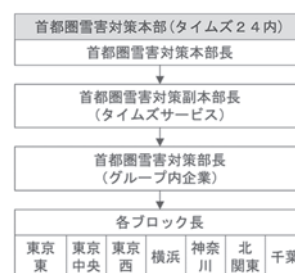 首都圏雪害対策本部(タイムズ24内)
首都圏雪害対策本部長
首都圏雪害対策副本部長
(タイムズサービス)
首都圏雪害対策部長
(グループ内企業)
各ブロック長
東京東
東京中央
東京西
横浜
神奈川
北関東
千葉